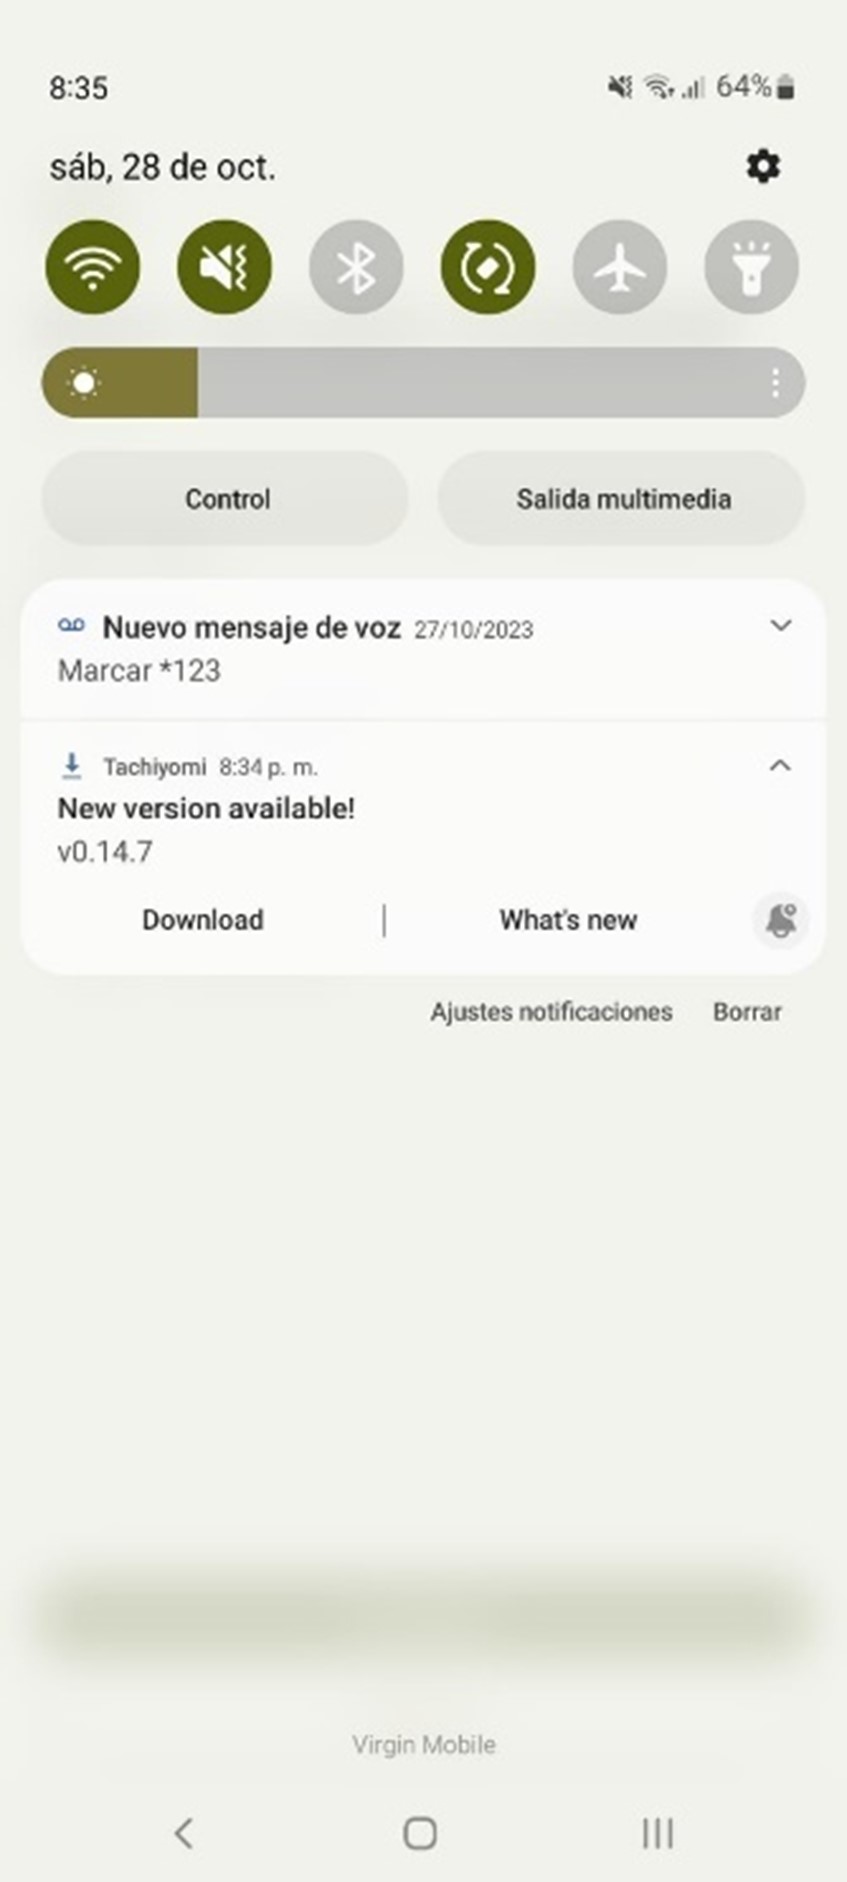 8:35 64%
sáb, 28 de oct.
Control Salida multimedia
Nuevo mensaje de voz 27/10/2023
Marcar *123
Tachiyomi 8:34 p. m.
New version available!
v0.14.7
Download | What's new
Ajustes notificaciones Borrar
Virgin Mobile